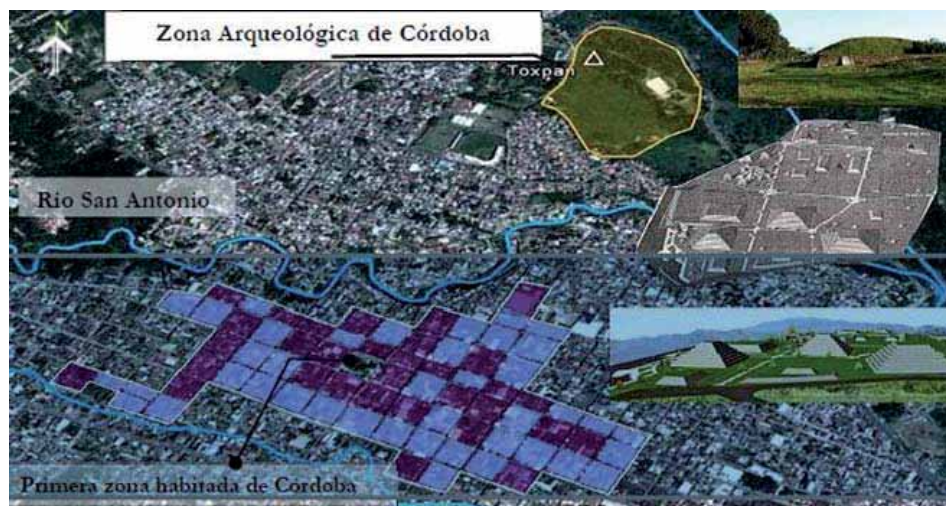 N
Zona Arqueológica de Córdoba
Toxpan
Río San Antonio
Primera zona habitada de Córdoba